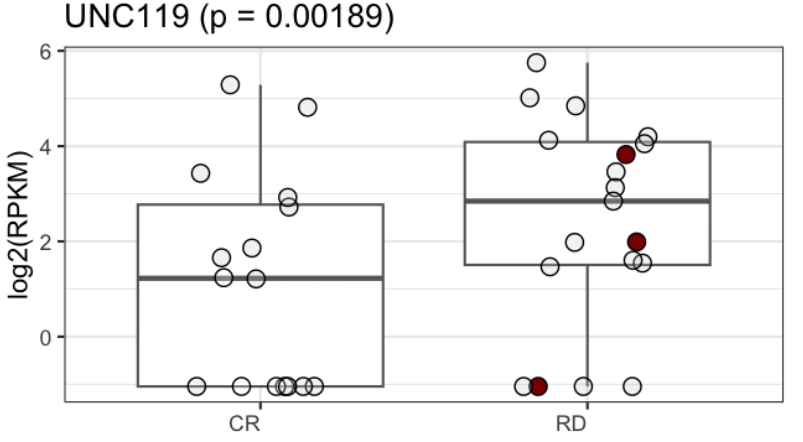 UNC119 (p = 0.00189)
6
4
2
0
log2(RPKM)
CR
RD